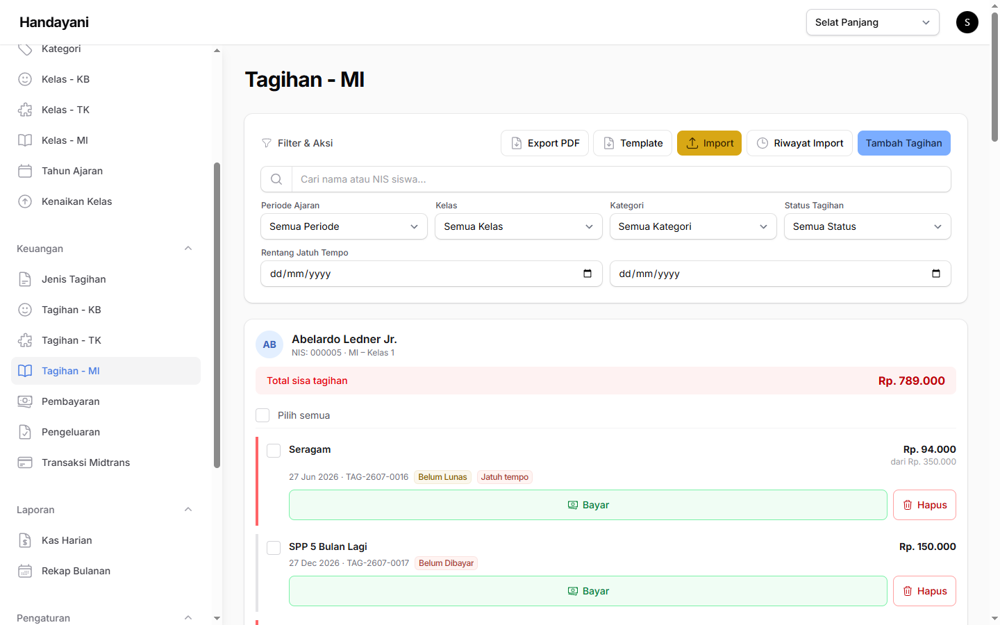 Handayani
Selat Panjang
S
Kategori
Kelas - KB
Kelas - TK
Kelas - MI
Tahun Ajaran
Kenaikan Kelas
Keuangan
Jenis Tagihan
Tagihan - KB
Tagihan - TK
Tagihan - MI
Pembayaran
Pengeluaran
Transaksi Midtrans
Laporan
Kas Harian
Rekap Bulanan
Pengaturan
Tagihan - MI
Filter & Aksi
Export PDF
Template
Import
Riwayat Import
Tambah Tagihan
Cari nama atau NIS siswa...
Periode Ajaran
Kelas
Kategori
Status Tagihan
Semua Periode
Semua Kelas
Semua Kategori
Semua Status
Rentang Jatuh Tempo
dd/mm/yyyy
dd/mm/yyyy
AB
Abelardo Ledner Jr.
NIS: 000005 · MI – Kelas 1
Total sisa tagihan
Rp. 789.000
Pilih semua
Seragam
Rp. 94.000
dari Rp. 350.000
27 Jun 2026 · TAG-2607-0016
Belum Lunas
Jatuh tempo
Bayar
Hapus
SPP 5 Bulan Lagi
Rp. 150.000
27 Dec 2026 · TAG-2607-0017
Belum Dibayar
Bayar
Hapus